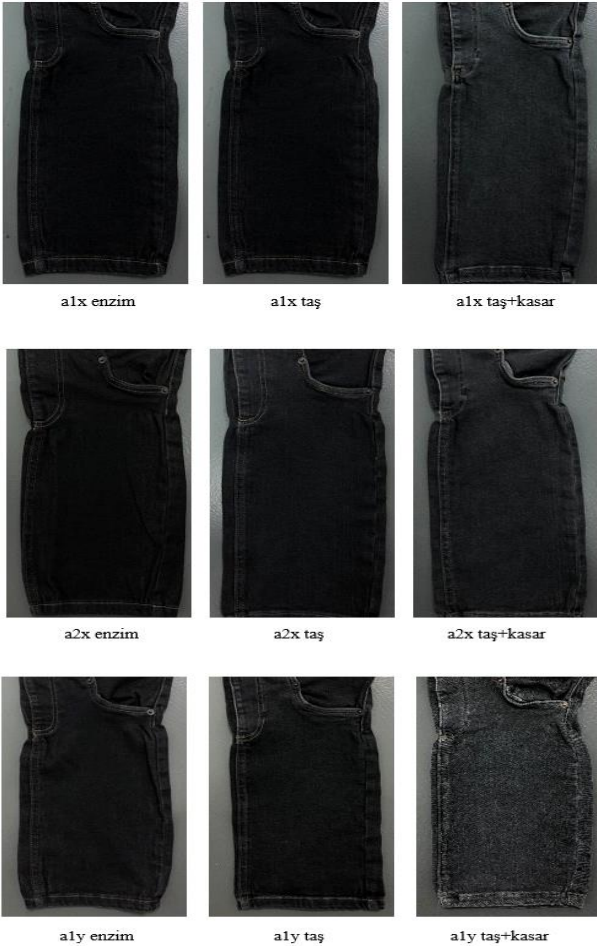 a1x enzim
a1x taş
a1x taş+kasar
a2x enzim
a2x taş
a2x taş+kasar
a1y enzim
a1y taş
a1y taş+kasar